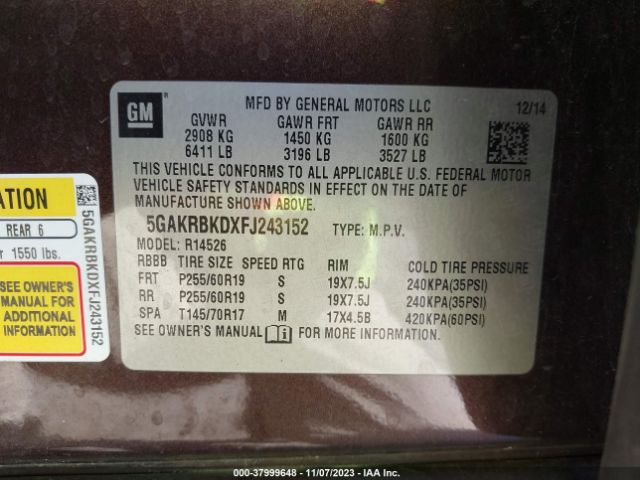 GM
MFD BY GENERAL MOTORS LLC 12/14
GVWR GAWR FRT GAWR RR
2908 KG 1450 KG 1600 KG
6411 LB 3196 LB 3527 LB
THIS VEHICLE CONFORMS TO ALL APPLICABLE U.S. FEDERAL MOTOR
VEHICLE SAFETY STANDARDS IN EFFECT ON THE DATE OF
MANUFACTURE SHOWN ABOVE.
5GAKRBKDXFJ243152 TYPE: M.P.V.
MODEL: R14526
RBBB TIRE SIZE SPEED RTG RIM COLD TIRE PRESSURE
FRT P255/60R19 S 19X7.5J 240KPA(35PSI)
RR P255/60R19 S 19X7.5J 240KPA(35PSI)
SPA T145/70R17 M 17X4.5B 420KPA(60PSI)
SEE OWNER'S MANUAL FOR MORE INFORMATION.
ATION
REAR 6
r 1550 lbs.
SEE OWNER'S
MANUAL FOR
ADDITIONAL
INFORMATION
5GAKRBKDXFJ243152
000-37999648 - 11/07/2023 - IAA Inc.